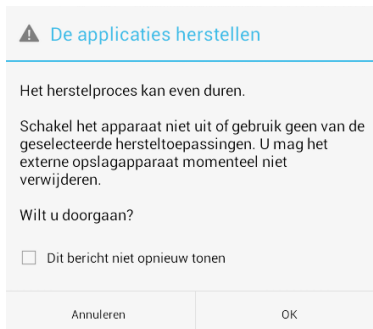 De applicaties herstellen
Het herstelproces kan even duren.
Schakel het apparaat niet uit of gebruik geen van de
geselecteerde hersteltoepassingen. U mag het
externe opslagapparaat momenteel niet
verwijderen.
Wilt u doorgaan?
Dit bericht niet opnieuw tonen
Annuleren
OK